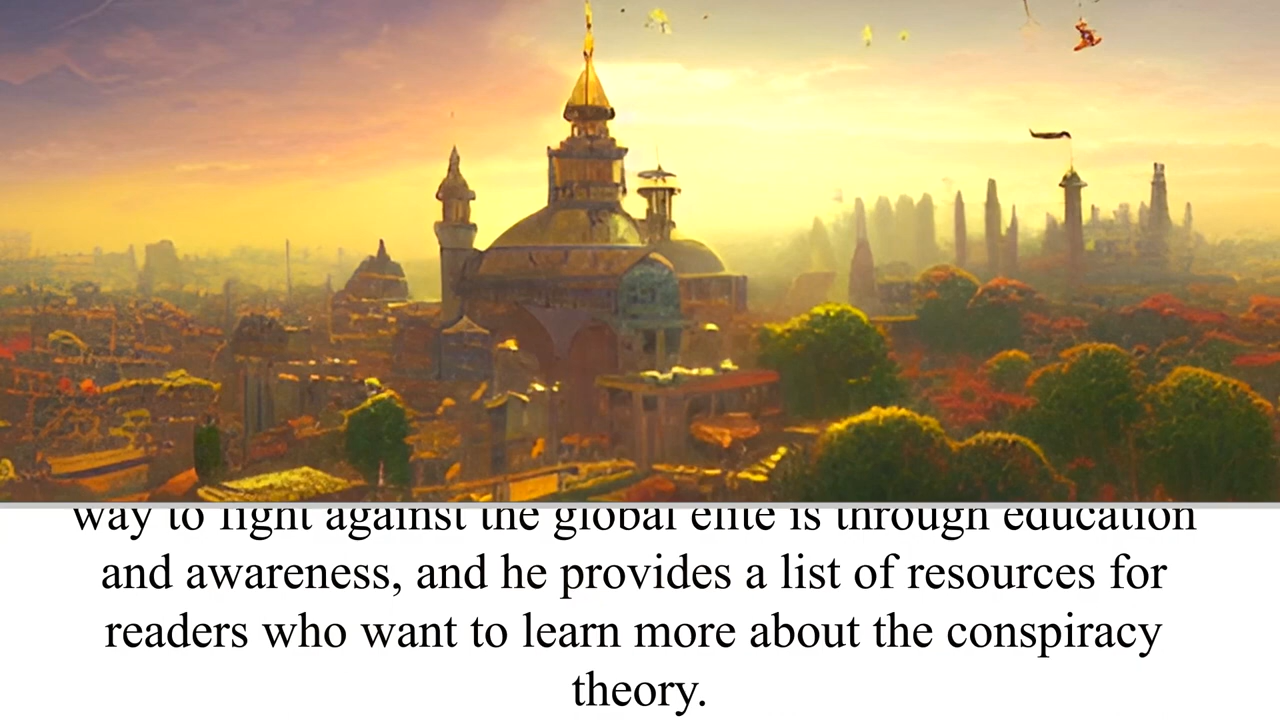 way to fight against the global elite is through education
and awareness, and he provides a list of resources for
readers who want to learn more about the conspiracy
theory.